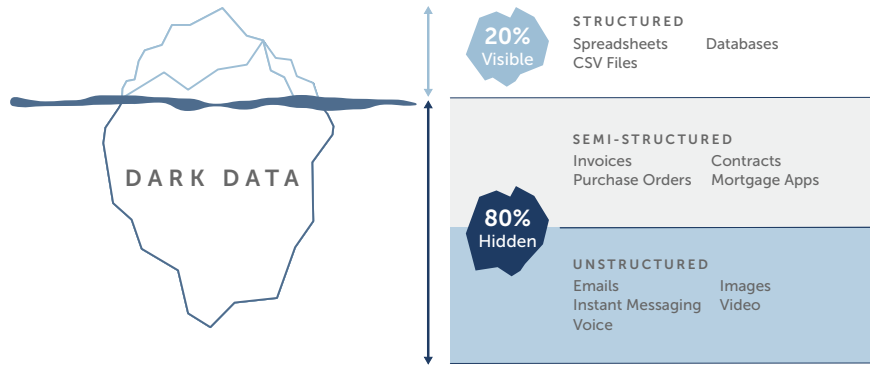 DARK DATA
20%
Visible
STRUCTURED
Spreadsheets Databases
CSV Files
80%
Hidden
SEMI-STRUCTURED
Invoices Contracts
Purchase Orders Mortgage Apps
UNSTRUCTURED
Emails Images
Instant Messaging Video
Voice